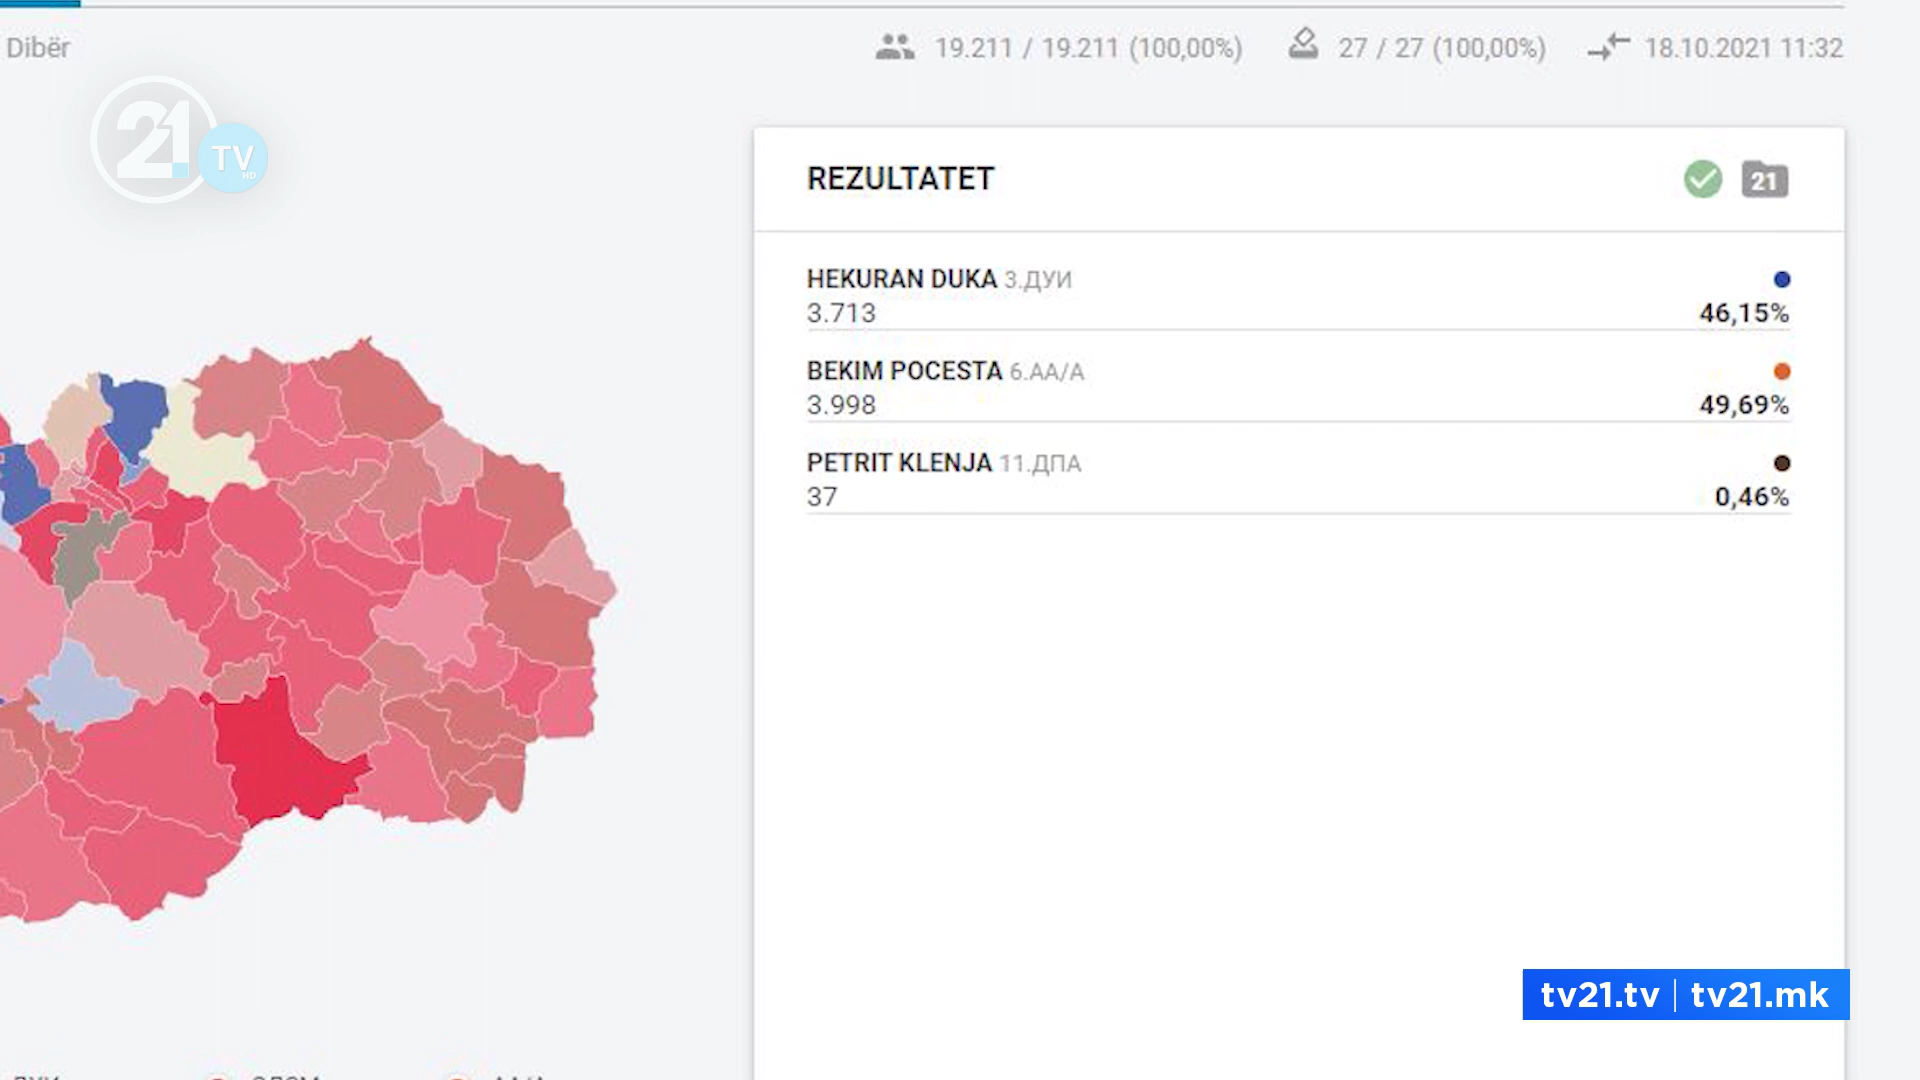 Dibër
19.211 / 19.211 (100,00%)
27 / 27 (100,00%)
18.10.2021 11:32
21
TV
HD
REZULTATET
21
HEKURAN DUKA 3.ДУИ
3.713
46,15%
BEKIM POCESTA 6.АА/А
3.998
49,69%
PETRIT KLENJA 11.ДПА
37
0,46%
tv21.tv | tv21.mk